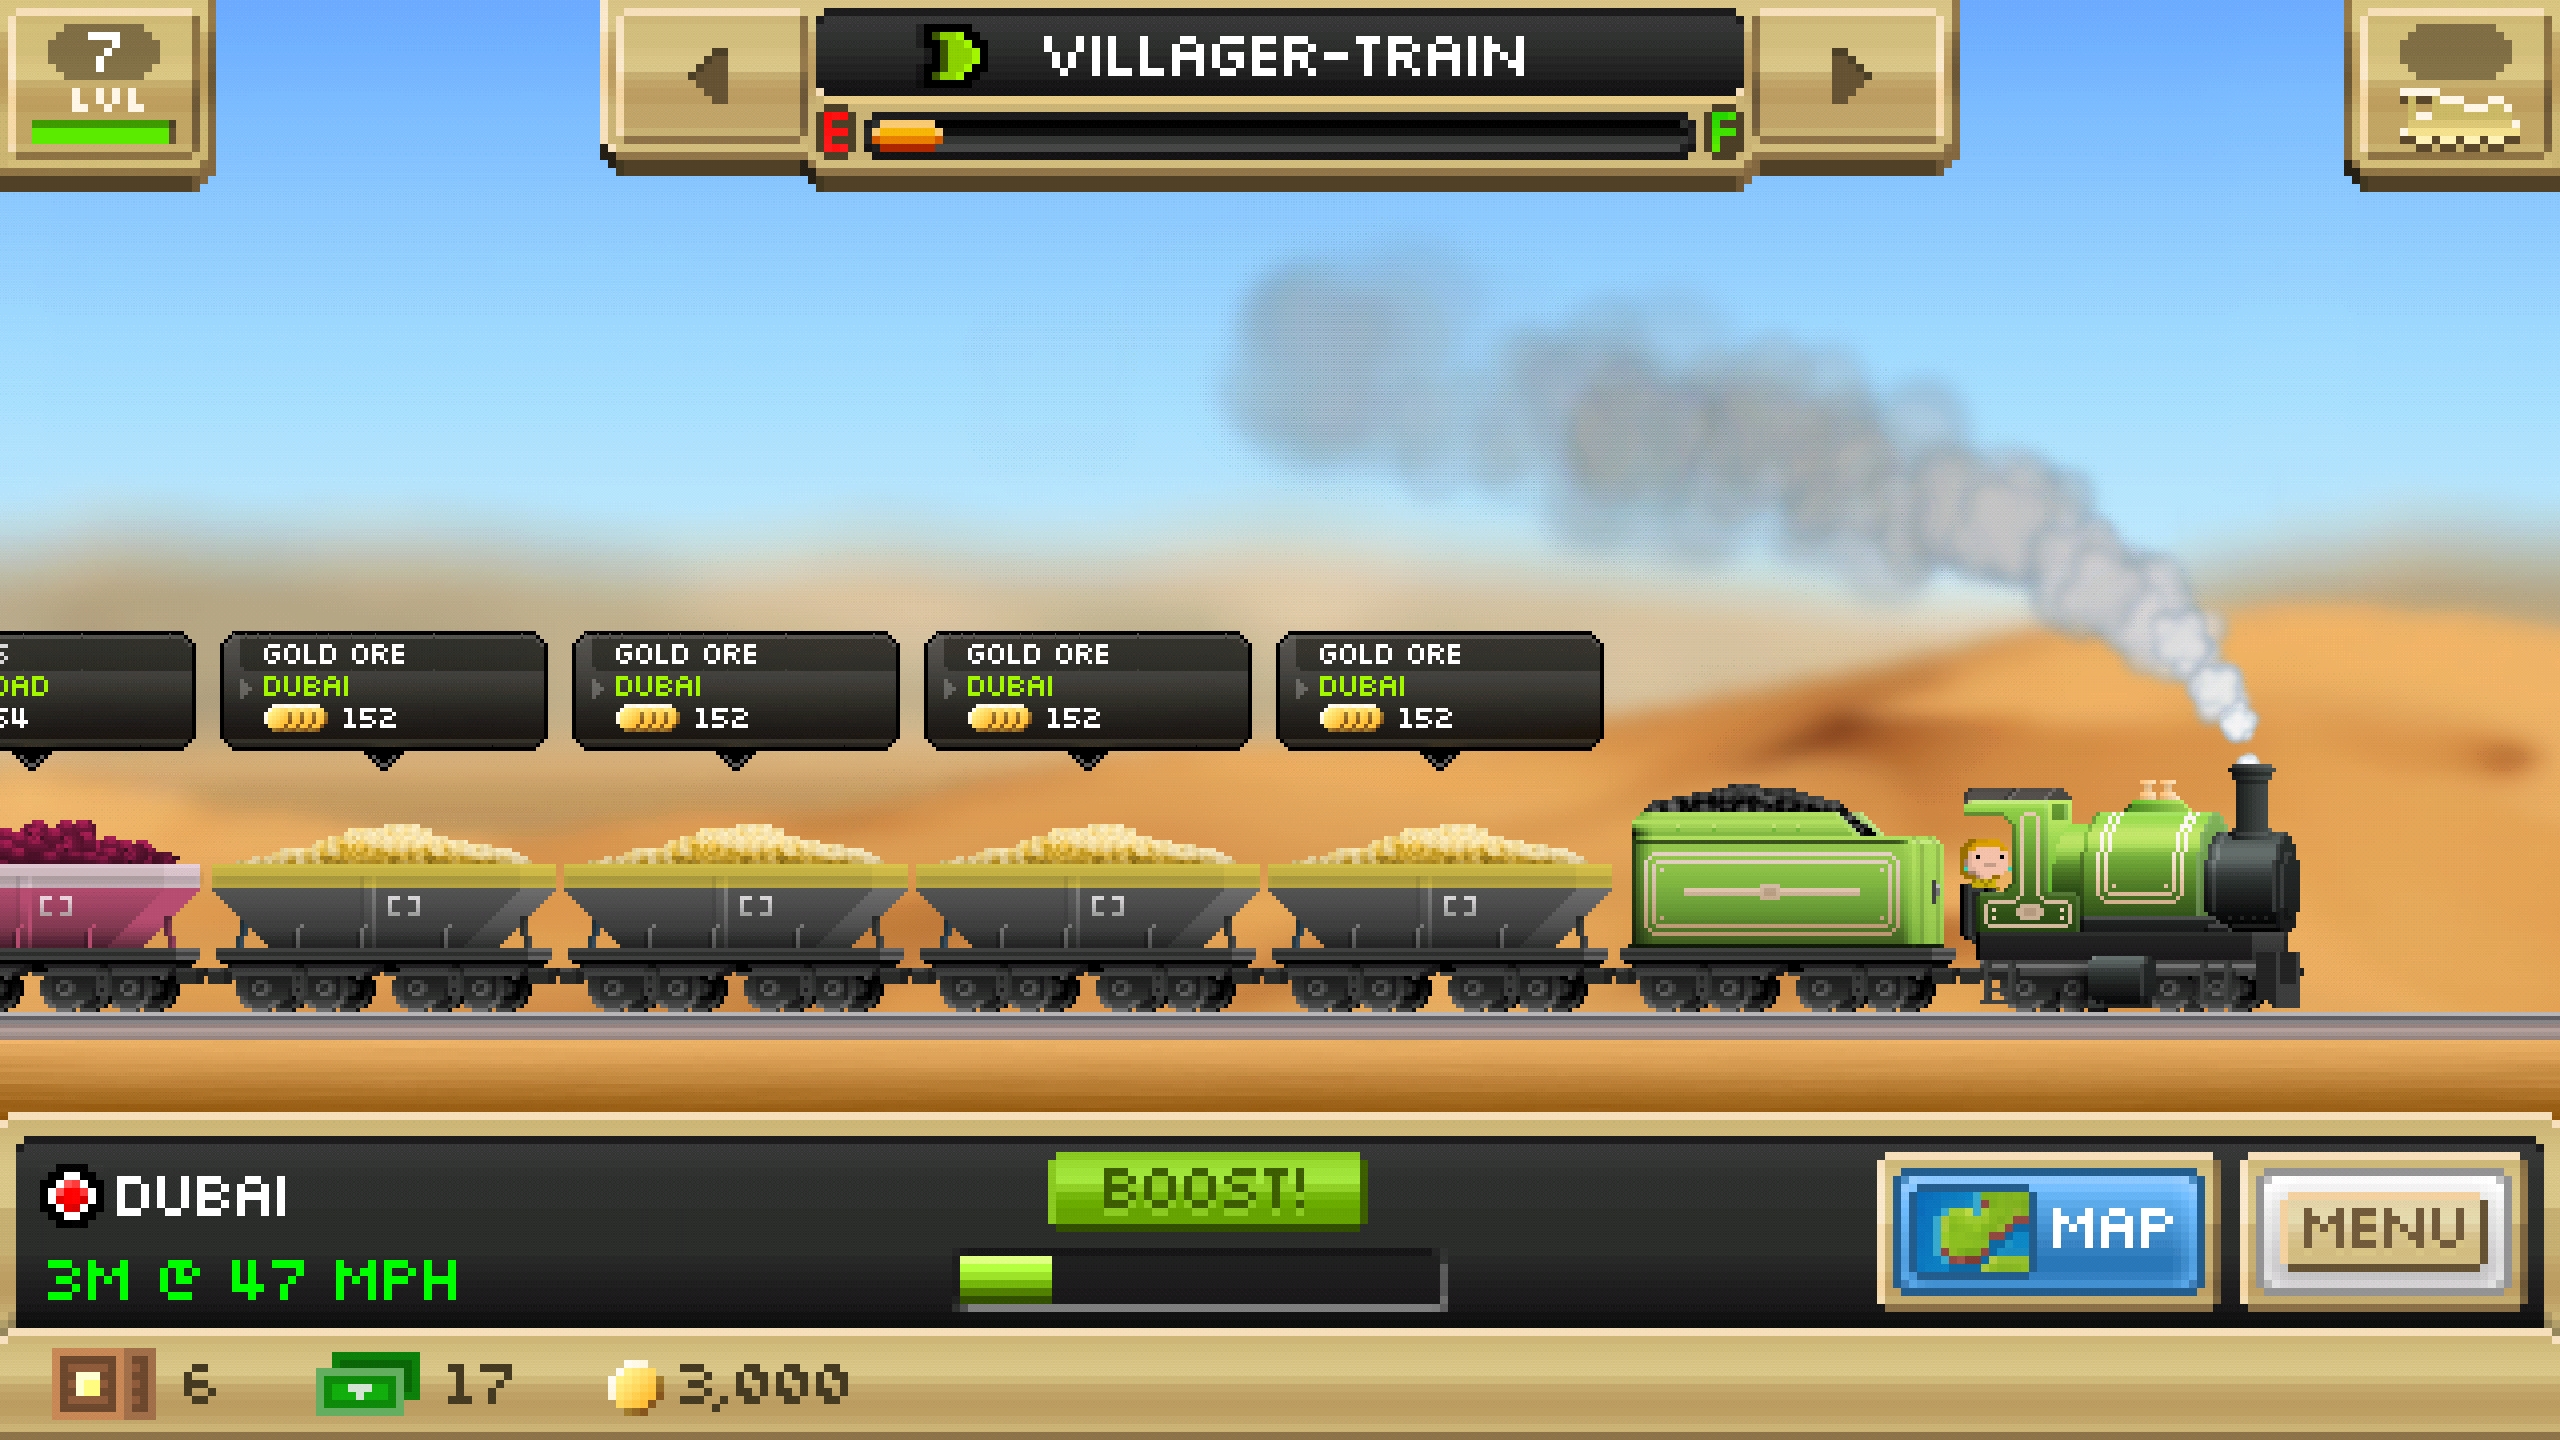 7
LVL
VILLAGER-TRAIN
E F
GOLD ORE
DUBAI
152
GOLD ORE
DUBAI
152
GOLD ORE
DUBAI
152
GOLD ORE
DUBAI
152
DUBAI
3M @ 47 MPH
BOOST!
MAP
MENU
6 17 3,000